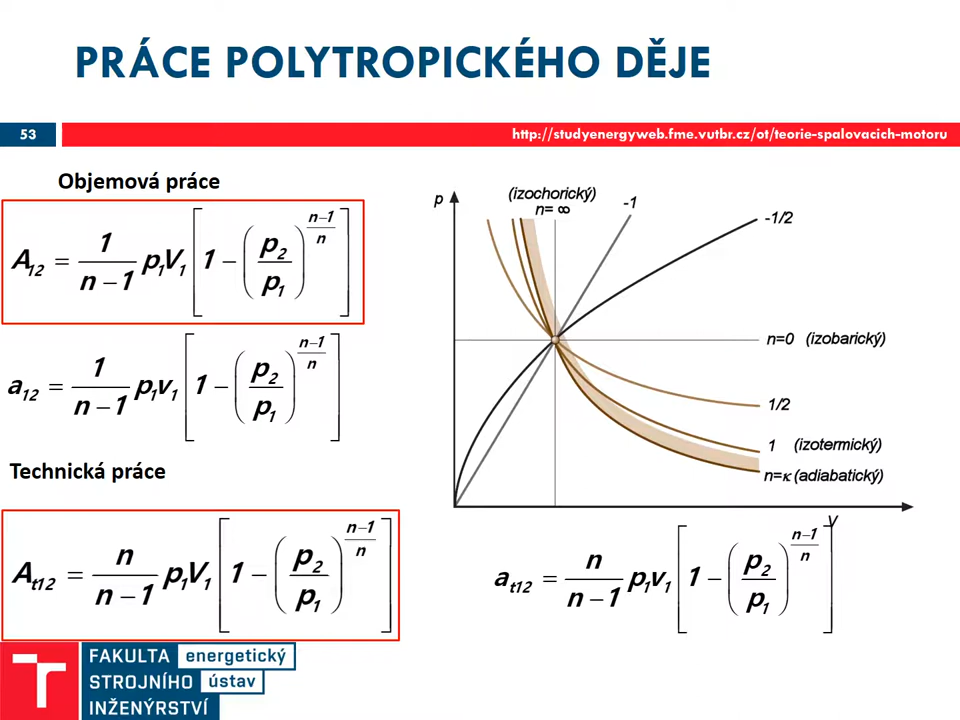 PRÁCE POLYTROPICKÉHO DĚJE
53
http://studyenergyweb.fme.vutbr.cz/ot/teorie-spalovacich-motoru
Objemová práce
A₁₂ = 1/(n−1) p₁V₁ [1 − (p₂/p₁)^((n−1)/n)]
a₁₂ = 1/(n−1) p₁v₁ [1 − (p₂/p₁)^((n−1)/n)]
Technická práce
A_t12 = n/(n−1) p₁V₁ [1 − (p₂/p₁)^((n−1)/n)]
p
(izochorický)
n= ∞
-1
-1/2
n=0 (izobarický)
1/2
1 (izotermický)
n=κ (adiabatický)
V
a_t12 = n/(n−1) p₁v₁ [1 − (p₂/p₁)^((n−1)/n)]
FAKULTA energetický
STROJNÍHO ústav
INŽENÝRSTVÍ